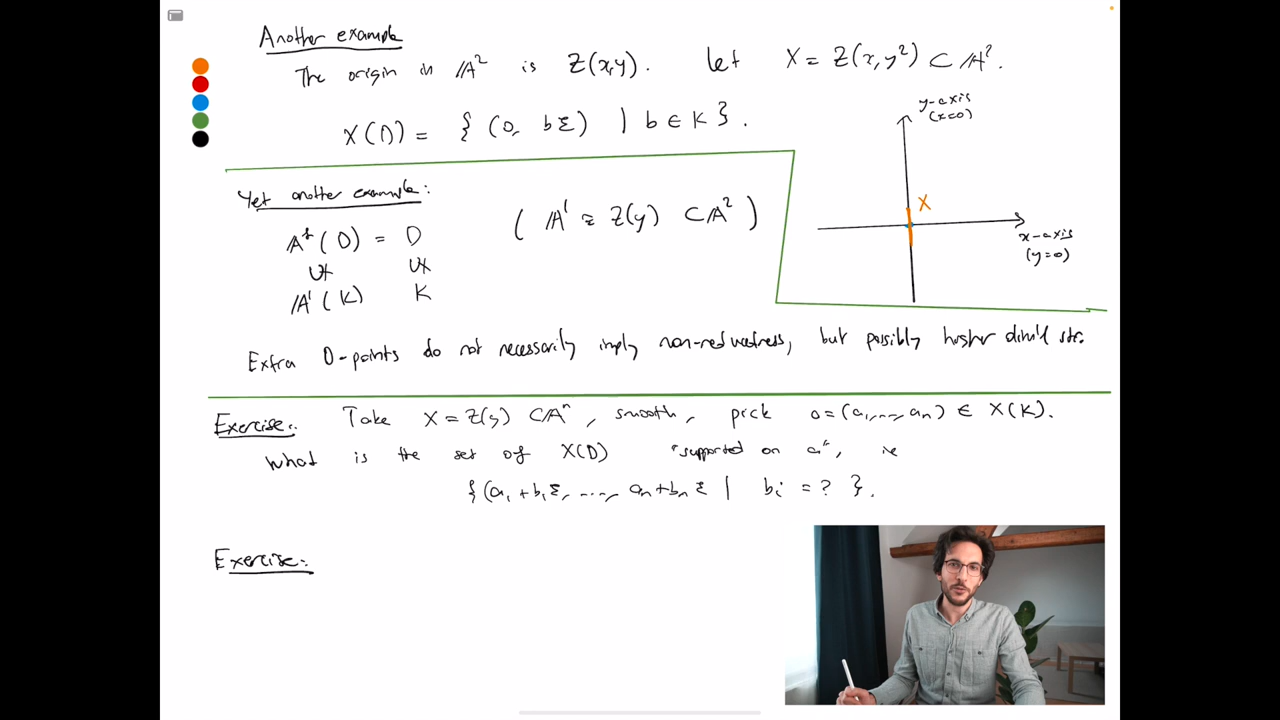 Another example
The origin in A² is Z(x,y). Let X = Z(x,y²) ⊂ A².
X(D) = { (0, bε) | b ∈ K }.
y-axis
(x=0)
X
x-axis
(y=0)
Yet another example:
A¹(D) = D
( A¹ ≅ Z(y) ⊂ A² )
A¹(K) K
Extra D-points do not necessarily imply non-reducedness, but possibly higher dim'l str.
Exercise: Take X = Z(f) ⊂ Aⁿ, smooth, pick a = (a₁,...,aₙ) ∈ X(K).
What is the set of X(D) "supported on a", ie
{(a₁+b₁ε, ..., aₙ+bₙε | bᵢ = ? }.
Exercise: